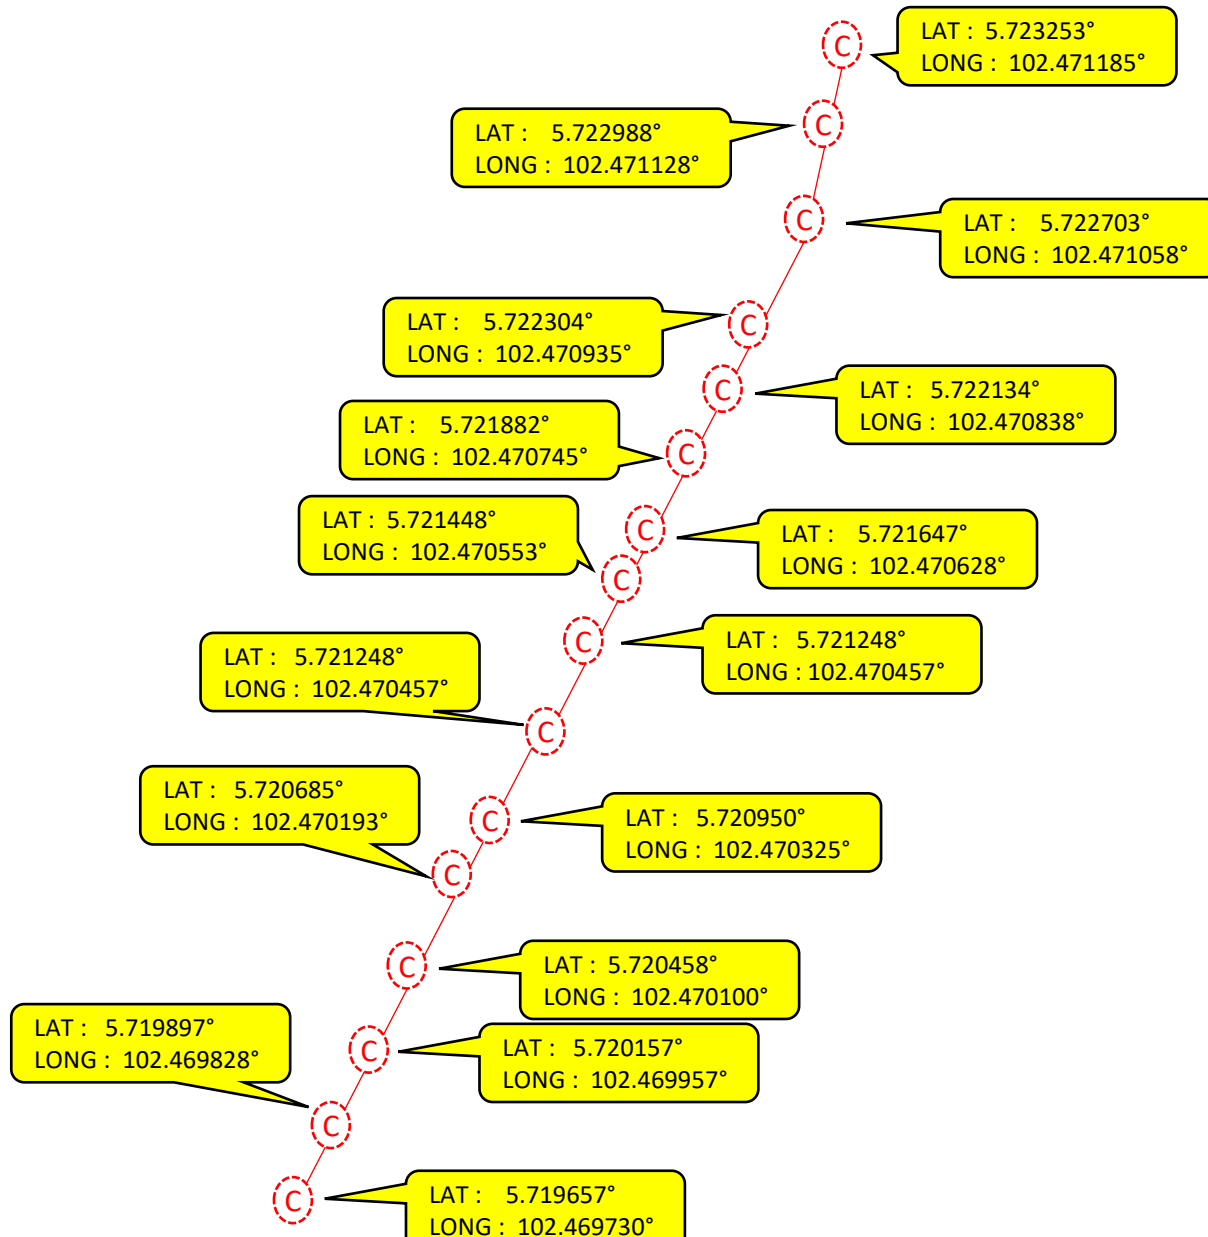 C
LAT :   5.723253°
LONG :  102.471185°
C
LAT :   5.722988°
LONG :  102.471128°
C
LAT :   5.722703°
LONG :  102.471058°
C
LAT :   5.722304°
LONG :  102.470935°
C
LAT :   5.722134°
LONG :  102.470838°
C
LAT :   5.721882°
LONG :  102.470745°
C
LAT :   5.721647°
LONG :  102.470628°
C
LAT : 5.721448°
LONG :  102.470553°
C
LAT :   5.721248°
LONG : 102.470457°
C
LAT :   5.721248°
LONG :  102.470457°
C
LAT :   5.720950°
LONG :  102.470325°
C
LAT :   5.720685°
LONG :  102.470193°
C
LAT : 5.720458°
LONG :  102.470100°
C
LAT :   5.720157°
LONG :  102.469957°
C
LAT :   5.719897°
LONG :  102.469828°
C
LAT :   5.719657°
LONG :  102.469730°